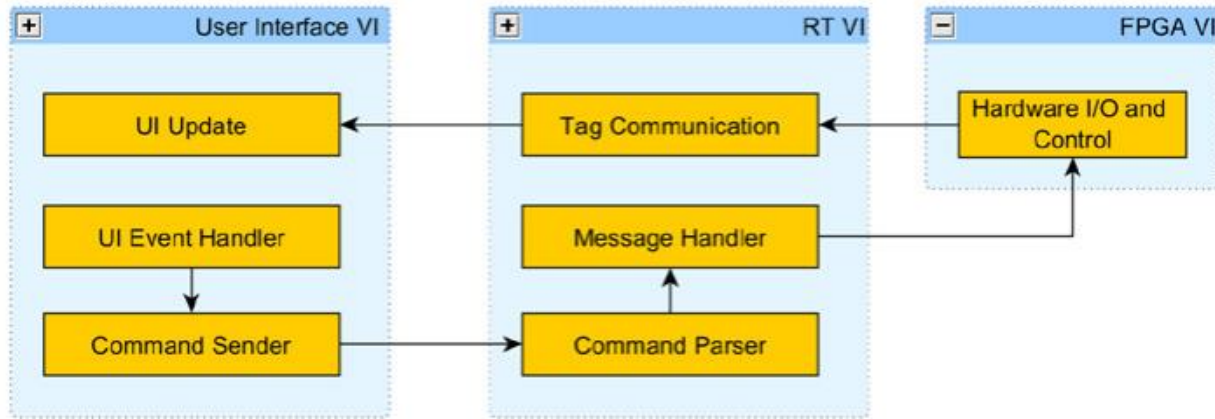 User Interface VI
UI Update
UI Event Handler
Command Sender
RT VI
Tag Communication
Message Handler
Command Parser
FPGA VI
Hardware I/O and
Control